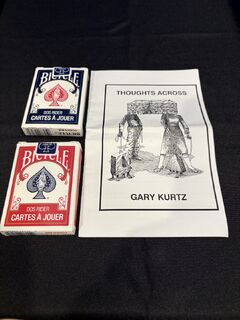 BICYCLE
DOS RIDER
CARTES À JOUER
BICYCLE
DOS RIDER
CARTES À JOUER
THOUGHTS ACROSS
GARY KURTZ